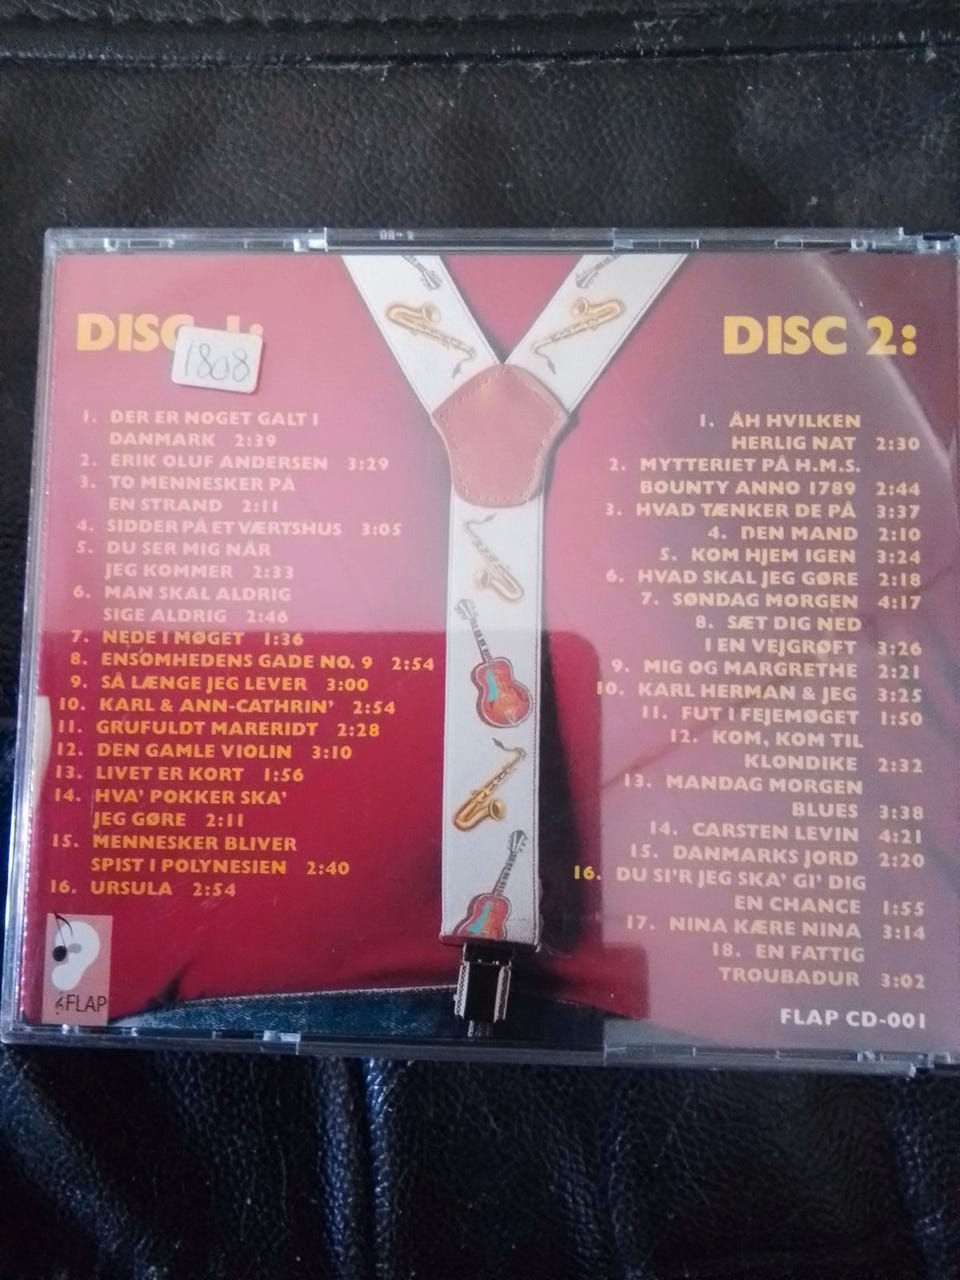 DISC 1:
1808
1. DER ER NOGET GALT I
DANMARK 2:39
2. ERIK OLUF ANDERSEN 3:29
3. TO MENNESKER PÅ
EN STRAND 2:11
4. SIDDER PÅ ET VÆRTSHUS 3:05
5. DU SER MIG NÅR
JEG KOMMER 2:33
6. MAN SKAL ALDRIG
SIGE ALDRIG 2:46
7. NEDE I MØGET 1:36
8. ENSOMHEDENS GADE NO. 9 2:54
9. SÅ LÆNGE JEG LEVER 3:00
10. KARL & ANN-CATHRIN' 2:54
11. GRUFULDT MARERIDT 2:28
12. DEN GAMLE VIOLIN 3:10
13. LIVET ER KORT 1:56
14. HVA' POKKER SKA'
JEG GØRE 2:11
15. MENNESKER BLIVER
SPIST I POLYNESIEN 2:40
16. URSULA 2:54
FLAP
DISC 2:
1. ÅH HVILKEN
HERLIG NAT 2:30
2. MYTTERIET PÅ H.M.S.
BOUNTY ANNO 1789 2:44
3. HVAD TÆNKER DE PÅ 3:37
4. DEN MAND 2:10
5. KOM HJEM IGEN 3:24
6. HVAD SKAL JEG GØRE 2:18
7. SØNDAG MORGEN 4:17
8. SÆT DIG NED
I EN VEJGRØFT 3:26
9. MIG OG MARGRETHE 2:21
10. KARL HERMAN & JEG 3:25
11. FUT I FEJEMØGET 1:50
12. KOM, KOM TIL
KLONDIKE 2:32
13. MANDAG MORGEN
BLUES 3:38
14. CARSTEN LEVIN 4:21
15. DANMARKS JORD 2:20
16. DU SI'R JEG SKA' GI' DIG
EN CHANCE 1:55
17. NINA KÆRE NINA 3:14
18. EN FATTIG
TROUBADUR 3:02
FLAP CD-001